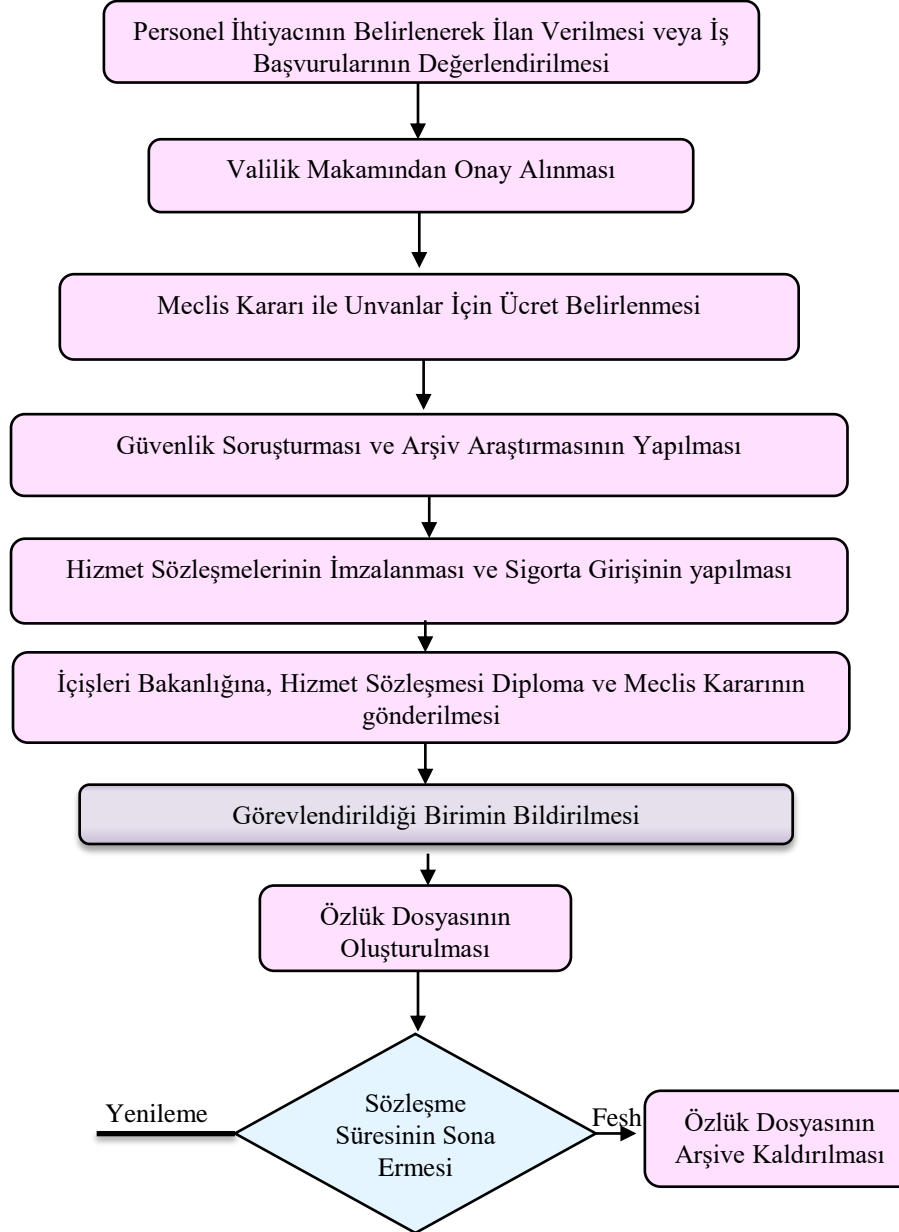 Personel İhtiyacının Belirlenerek İlan Verilmesi veya İş
Başvurularının Değerlendirilmesi
Valilik Makamından Onay Alınması
Meclis Kararı ile Unvanlar İçin Ücret Belirlenmesi
Güvenlik Soruşturması ve Arşiv Araştırmasının Yapılması
Hizmet Sözleşmelerinin İmzalanması ve Sigorta Girişinin yapılması
İçişleri Bakanlığına, Hizmet Sözleşmesi Diploma ve Meclis Kararının
gönderilmesi
Görevlendirildiği Birimin Bildirilmesi
Özlük Dosyasının
Oluşturulması
Yenileme
Sözleşme
Süresinin Sona
Ermesi
Fesh
Özlük Dosyasının
Arşive Kaldırılması